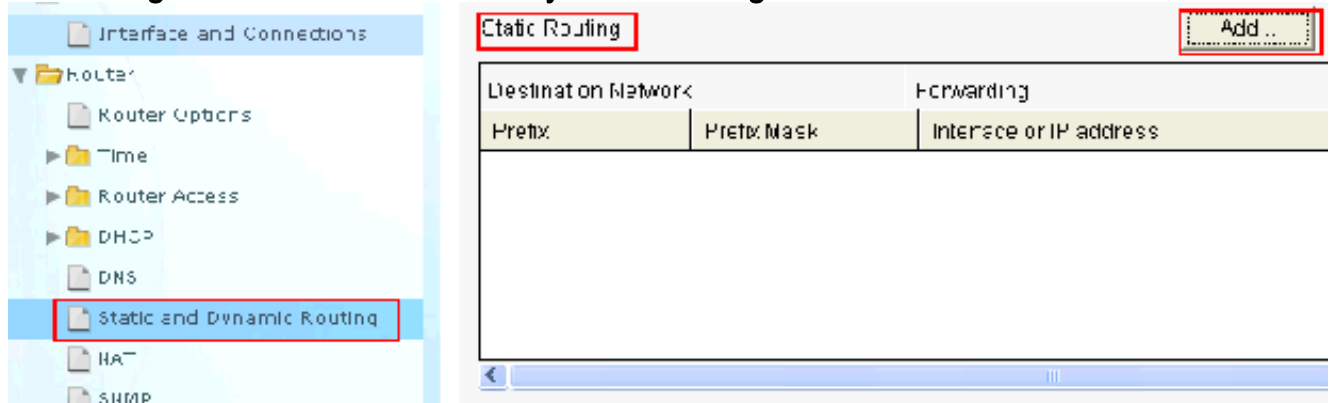 Interface and Connections
Router
Router Options
Time
Router Access
DHCP
DNS
Static and Dynamic Routing
NAT
SNMP
Static Routing
Add...
Destination Network
Forwarding
Prefix
Prefix Mask
Interface or IP address